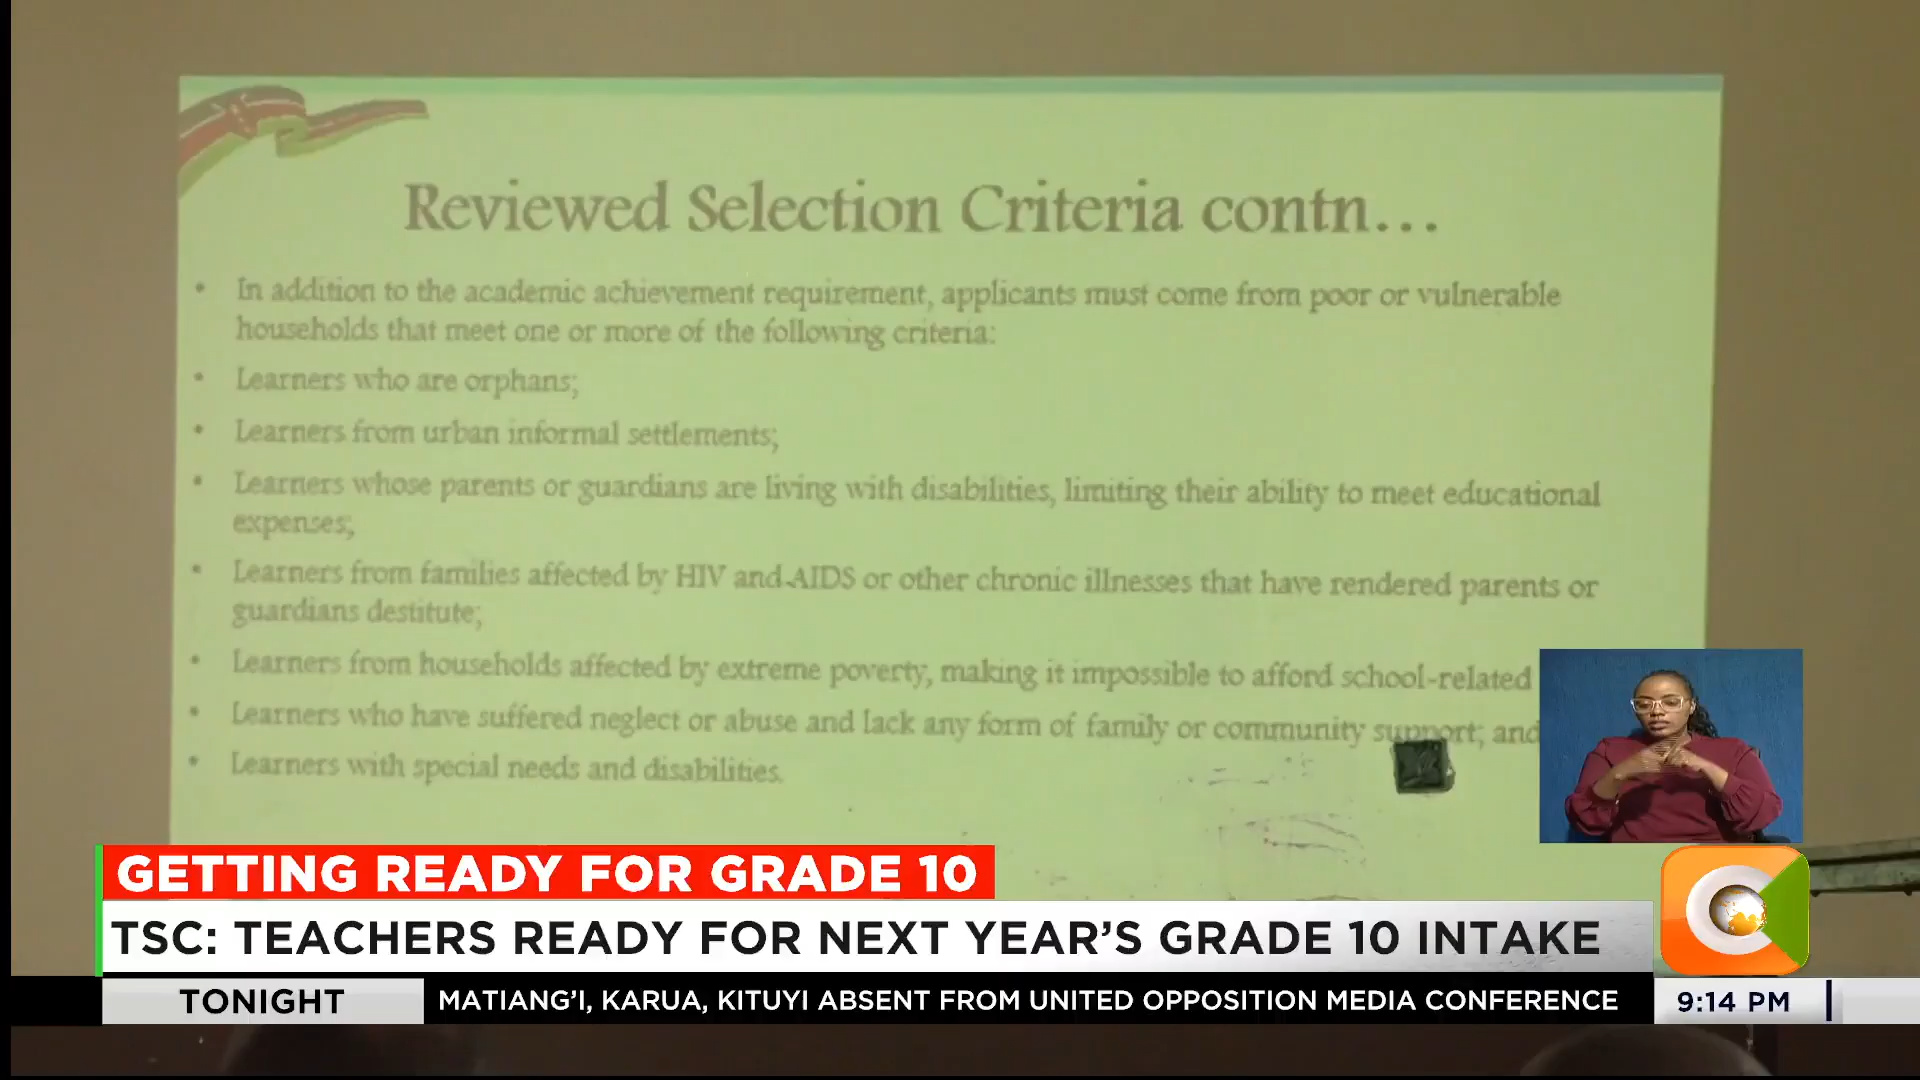 Reviewed Selection Criteria contn...
• In addition to the academic achievement requirement, applicants must come from poor or vulnerable
households that meet one or more of the following criteria:
• Learners who are orphans;
• Learners from urban informal settlements;
• Learners whose parents or guardians are living with disabilities, limiting their ability to meet educational
expenses;
• Learners from families affected by HIV and AIDS or other chronic illnesses that have rendered parents or
guardians destitute;
• Learners from households affected by extreme poverty, making it impossible to afford school-related
• Learners who have suffered neglect or abuse and lack any form of family or community support; and
• Learners with special needs and disabilities.
GETTING READY FOR GRADE 10
TSC: TEACHERS READY FOR NEXT YEAR'S GRADE 10 INTAKE
TONIGHT MATIANG'I, KARUA, KITUYI ABSENT FROM UNITED OPPOSITION MEDIA CONFERENCE 9:14 PM